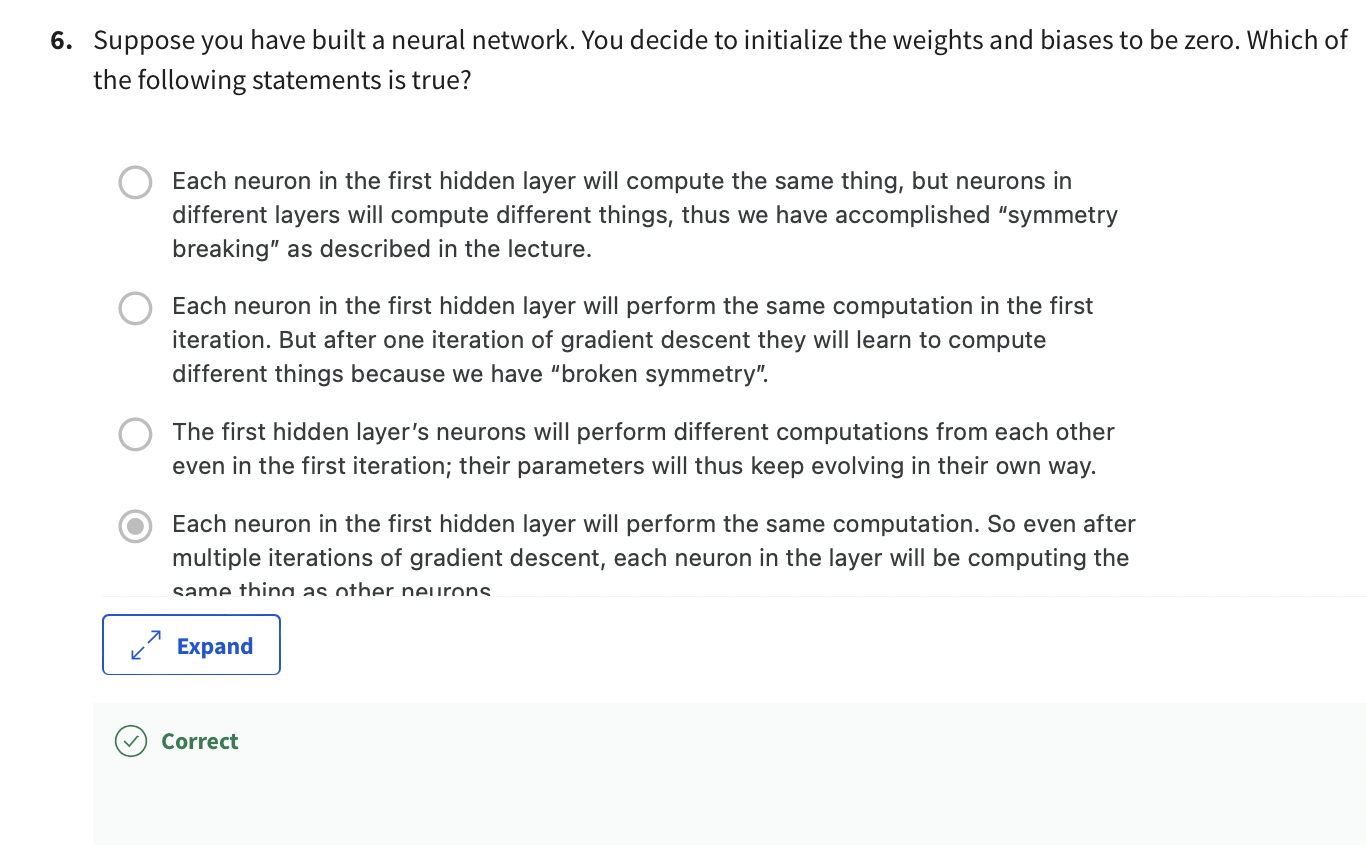 6. Suppose you have built a neural network. You decide to initialize the weights and biases to be zero. Which of
the following statements is true?
Each neuron in the first hidden layer will compute the same thing, but neurons in
different layers will compute different things, thus we have accomplished “symmetry
breaking” as described in the lecture.
Each neuron in the first hidden layer will perform the same computation in the first
iteration. But after one iteration of gradient descent they will learn to compute
different things because we have “broken symmetry”.
The first hidden layer’s neurons will perform different computations from each other
even in the first iteration; their parameters will thus keep evolving in their own way.
Each neuron in the first hidden layer will perform the same computation. So even after
multiple iterations of gradient descent, each neuron in the layer will be computing the
same thing as other neurons
Expand
Correct